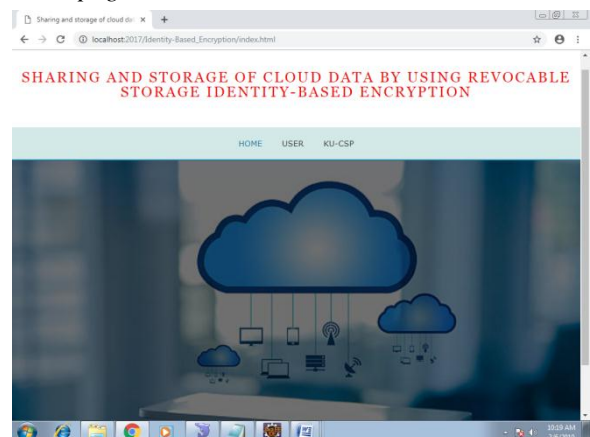 Sharing and storage of cloud
localhost:2017/Identity-Based_Encryption/index.html
SHARING AND STORAGE OF CLOUD DATA BY USING REVOCABLE
STORAGE IDENTITY-BASED ENCRYPTION
HOME USER KU-CSP
10:19 AM